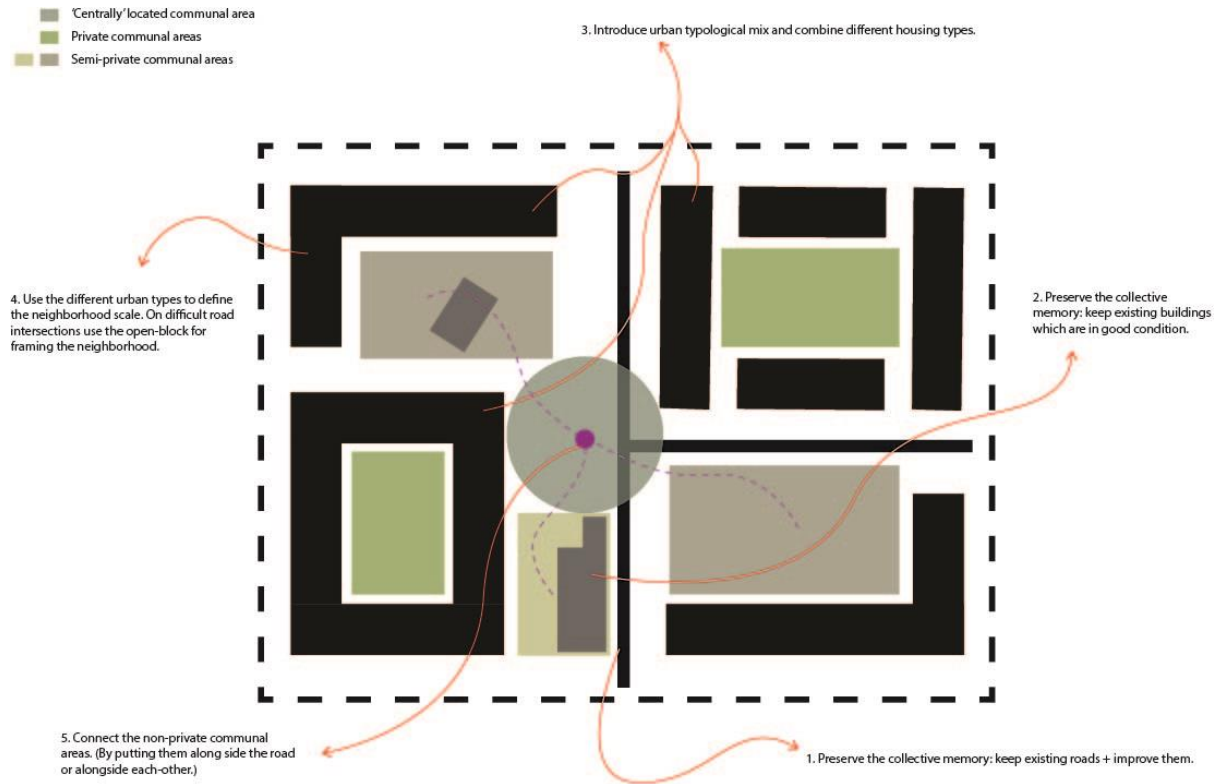 'Centrally' located communal area
Private communal areas
Semi-private communal areas
3. Introduce urban typological mix and combine different housing types.
4. Use the different urban types to define
the neighborhood scale. On difficult road
intersections use the open-block for
framing the neighborhood.
2. Preserve the collective
memory: keep existing buildings
which are in good condition.
5. Connect the non-private communal
areas. (By putting them along side the road
or alongside each-other.)
1. Preserve the collective memory: keep existing roads + improve them.